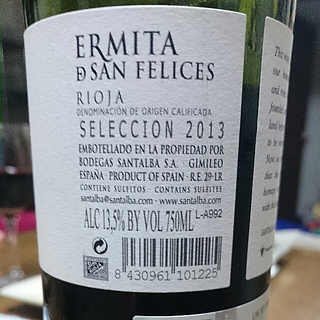 ERMITA
D SAN FELICES
RIOJA
DENOMINACIÓN DE ORIGEN CALIFICADA
SELECCION 2013
EMBOTELLADO EN LA PROPIEDAD POR
BODEGAS SANTALBA S.A. · GIMILEO
ESPAÑA · PRODUCT OF SPAIN · R.E. 29-LR
CONTIENE SULFITOS · CONTAINS SULFITES
santalba@santalba.com · www.santalba.com
ALC 13,5% BY VOL 750ML L-A992
8 430961 101225